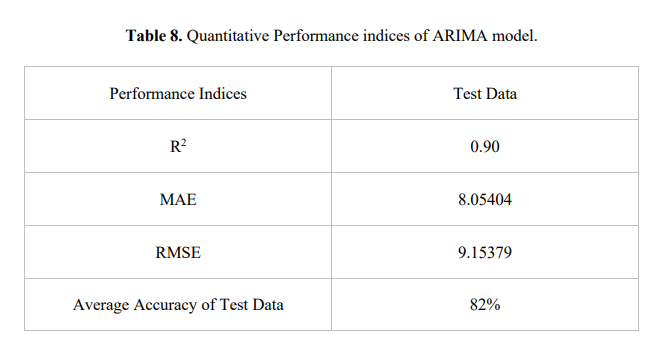 Table 8. Quantitative Performance indices of ARIMA model.
Performance Indices Test Data
R² 0.90
MAE 8.05404
RMSE 9.15379
Average Accuracy of Test Data 82%